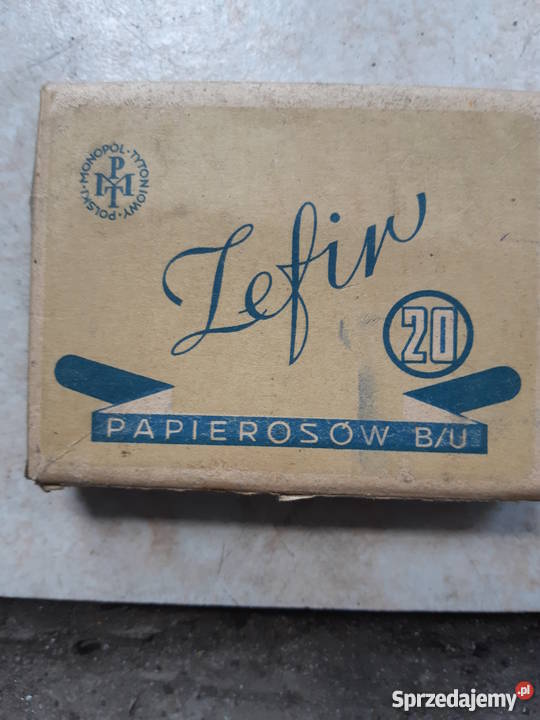 POLSKI · MONOPOL · TYTONIOWY ·
PMT
Zefir
20
PAPIEROSÓW B/U
Sprzedajemy.pl